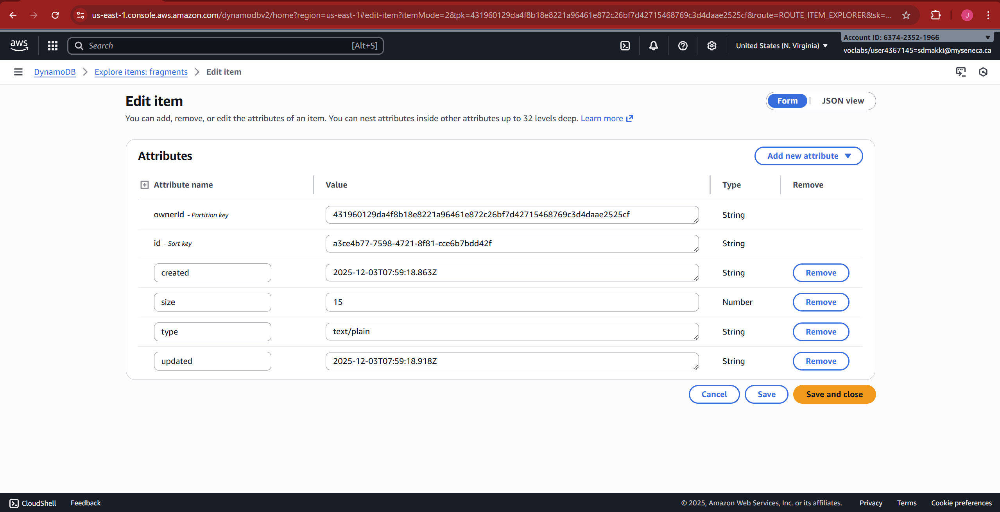 us-east-1.console.aws.amazon.com/dynamodbv2/home?region=us-east-1#edit-item?itemMode=2&pk=431960129da4f8b18e8221a96461e872c26bf7d42715468769c3d4daae2525cf&route=ROUTE_ITEM_EXPLORER&sk=...
J
aws
Search
[Alt+S]
United States (N. Virginia)
Account ID: 6374-2352-1966
voclabs/user4367145=sdmakki@myseneca.ca
DynamoDB
Explore items: fragments
Edit item
Edit item
Form | JSON view
You can add, remove, or edit the attributes of an item. You can nest attributes inside other attributes up to 32 levels deep. Learn more
Attributes
Add new attribute
Attribute name Value Type Remove
ownerId - Partition key 431960129da4f8b18e8221a96461e872c26bf7d42715468769c3d4daae2525cf String
id - Sort key a3ce4b77-7598-4721-8f81-cce6b7bdd42f String
created 2025-12-03T07:59:18.863Z String Remove
size 15 Number Remove
type text/plain String Remove
updated 2025-12-03T07:59:18.918Z String Remove
Cancel Save Save and close
CloudShell Feedback © 2025, Amazon Web Services, Inc. or its affiliates. Privacy Terms Cookie preferences